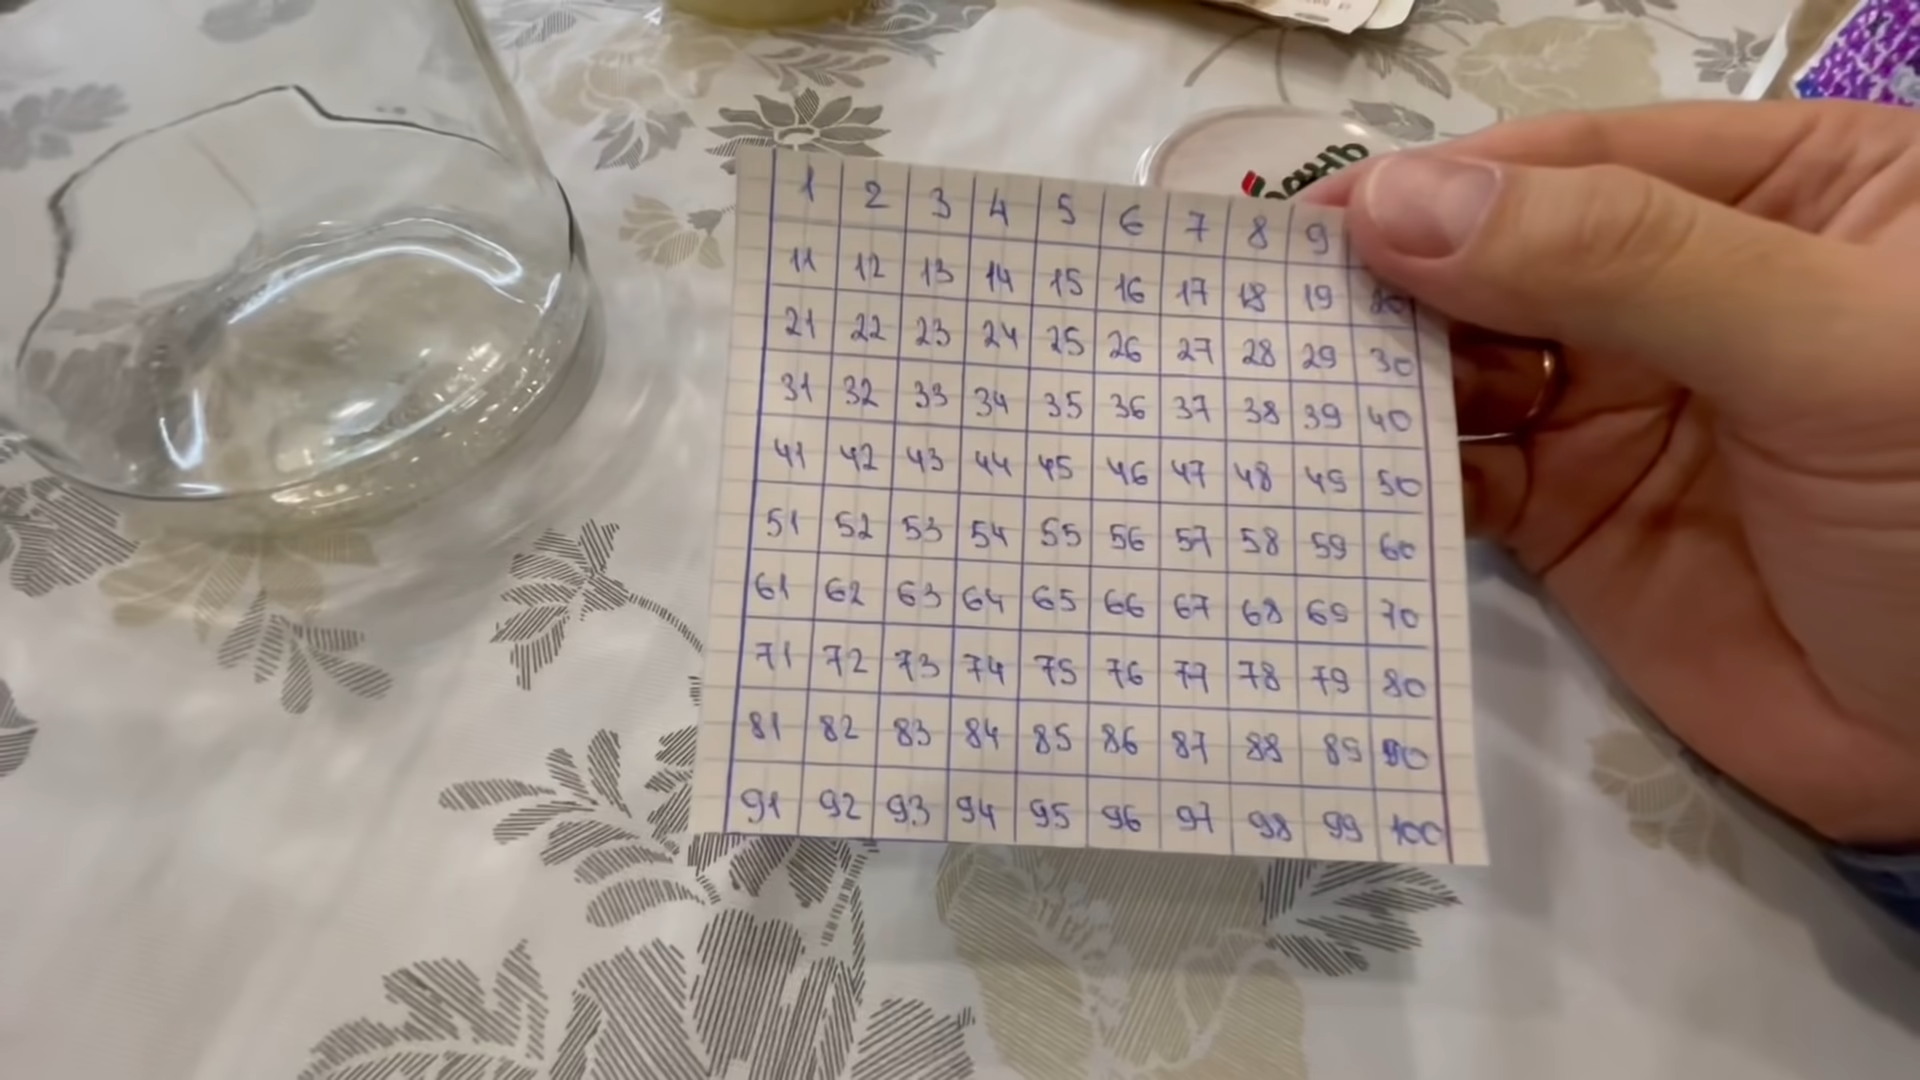 1 2 3 4 5 6 7 8 9
11 12 13 14 15 16 17 18 19 20
21 22 23 24 25 26 27 28 29 30
31 32 33 34 35 36 37 38 39 40
41 42 43 44 45 46 47 48 49 50
51 52 53 54 55 56 57 58 59 60
61 62 63 64 65 66 67 68 69 70
71 72 73 74 75 76 77 78 79 80
81 82 83 84 85 86 87 88 89 90
91 92 93 94 95 96 97 98 99 100